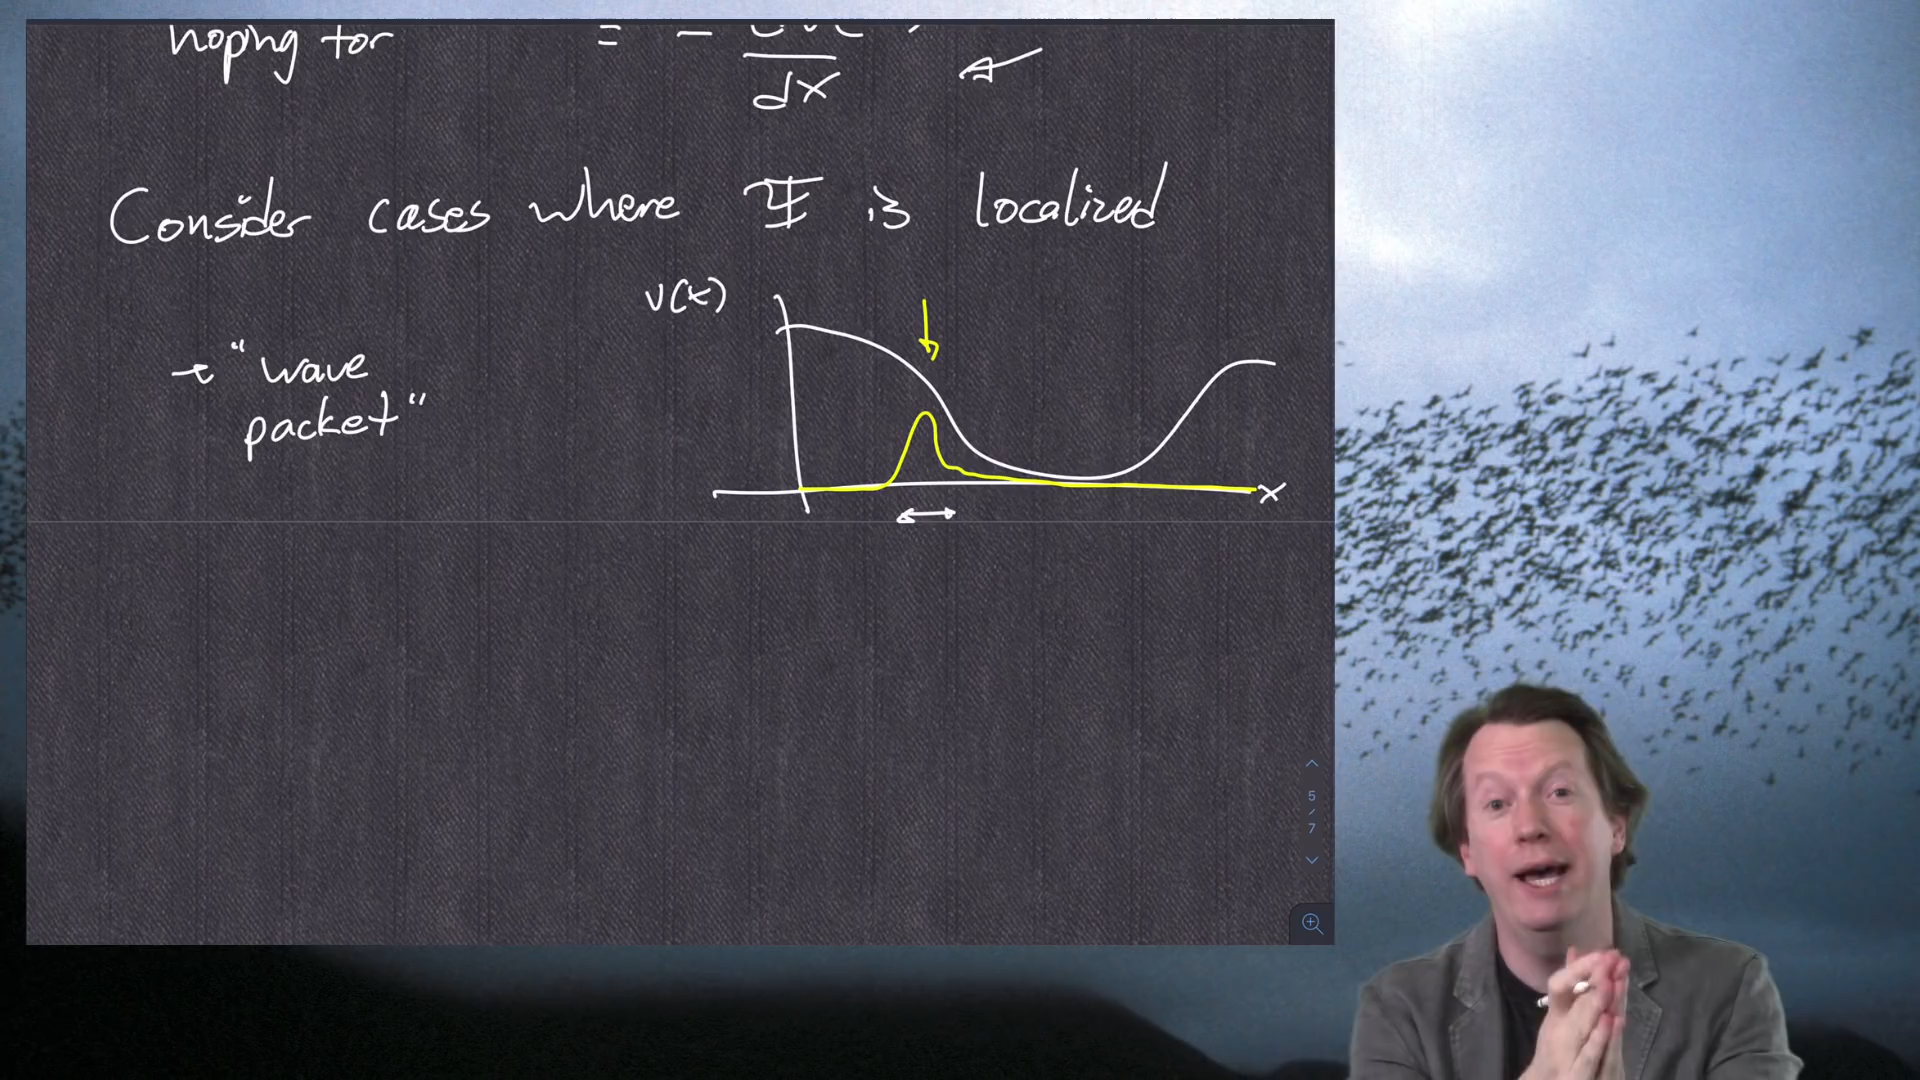 hoping for = -
dx
Consider cases where Ψ is localized
V(x)
→ "wave
packet"
x
5
/
7